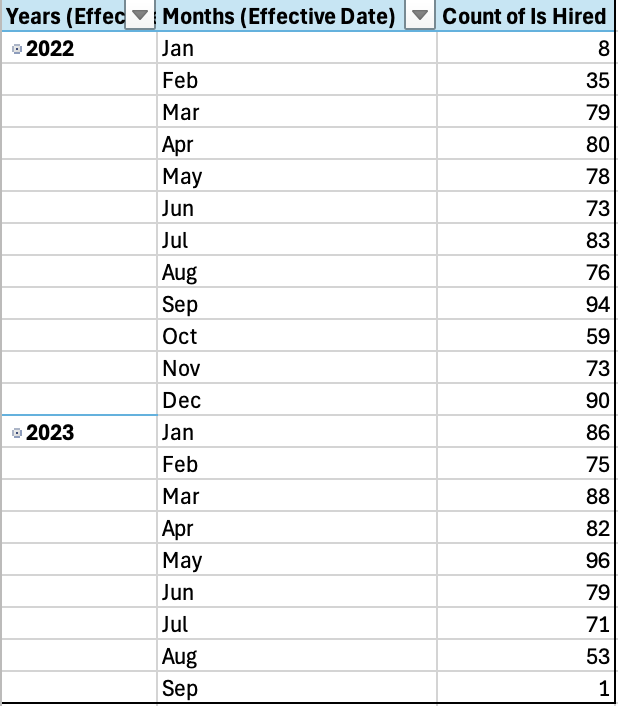 Years (Effec Months (Effective Date) Count of Is Hired
2022 Jan 8
Feb 35
Mar 79
Apr 80
May 78
Jun 73
Jul 83
Aug 76
Sep 94
Oct 59
Nov 73
Dec 90
2023 Jan 86
Feb 75
Mar 88
Apr 82
May 96
Jun 79
Jul 71
Aug 53
Sep 1